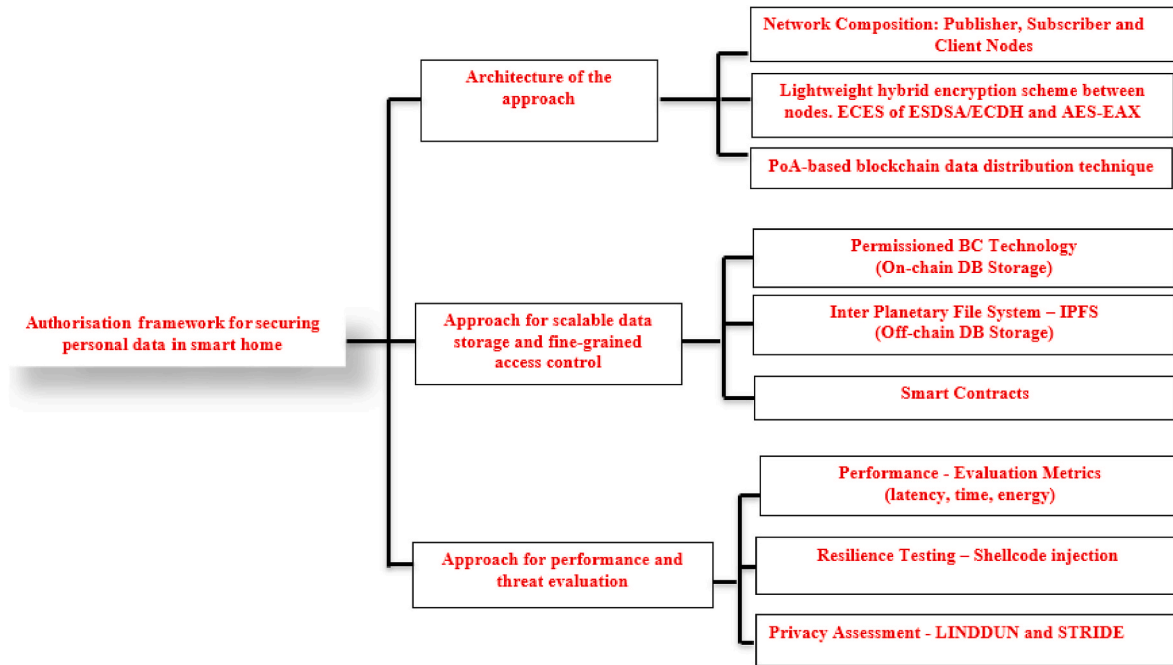 Network Composition: Publisher, Subscriber and
Client Nodes
Architecture of the
approach
Lightweight hybrid encryption scheme between
nodes. ECES of ESDSA/ECDH and AES-EAX
PoA-based blockchain data distribution technique
Permissioned BC Technology
(On-chain DB Storage)
Authorisation framework for securing
personal data in smart home
Approach for scalable data
storage and fine-grained
access control
Inter Planetary File System – IPFS
(Off-chain DB Storage)
Smart Contracts
Performance - Evaluation Metrics
(latency, time, energy)
Approach for performance and
threat evaluation
Resilience Testing – Shellcode injection
Privacy Assessment - LINDDUN and STRIDE